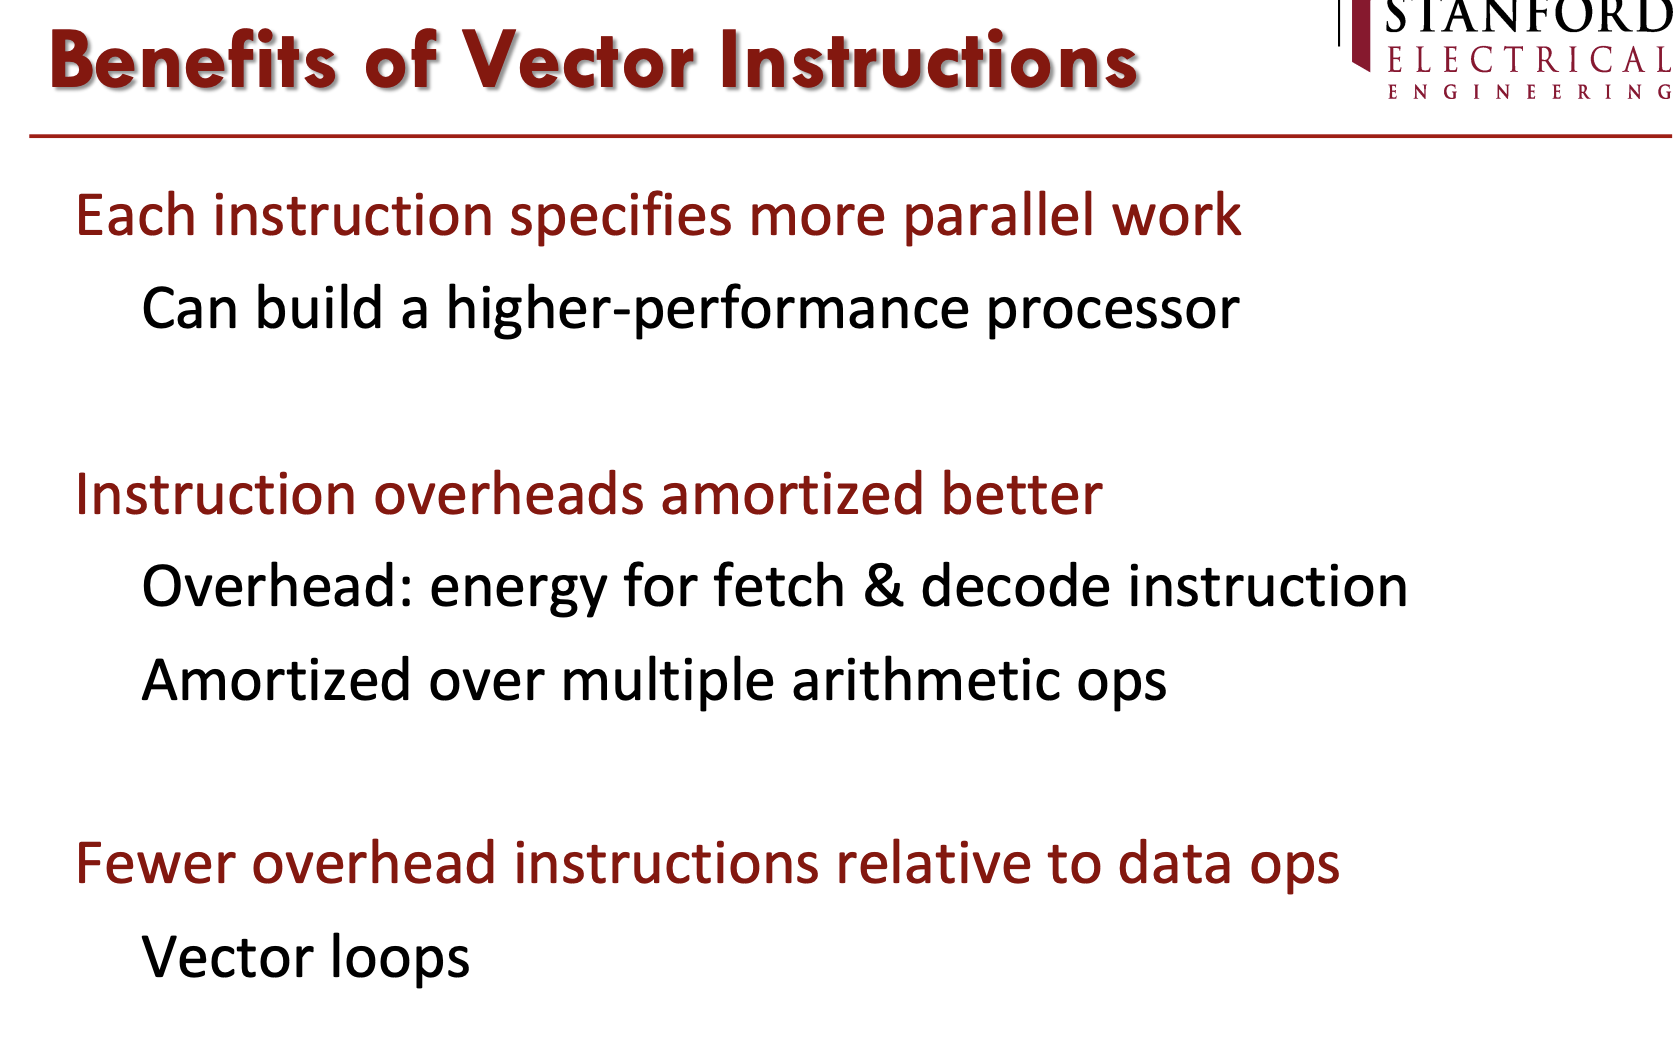 Benefits of Vector Instructions
STANFORD
ELECTRICAL
ENGINEERING
Each instruction specifies more parallel work
Can build a higher-performance processor
Instruction overheads amortized better
Overhead: energy for fetch & decode instruction
Amortized over multiple arithmetic ops
Fewer overhead instructions relative to data ops
Vector loops